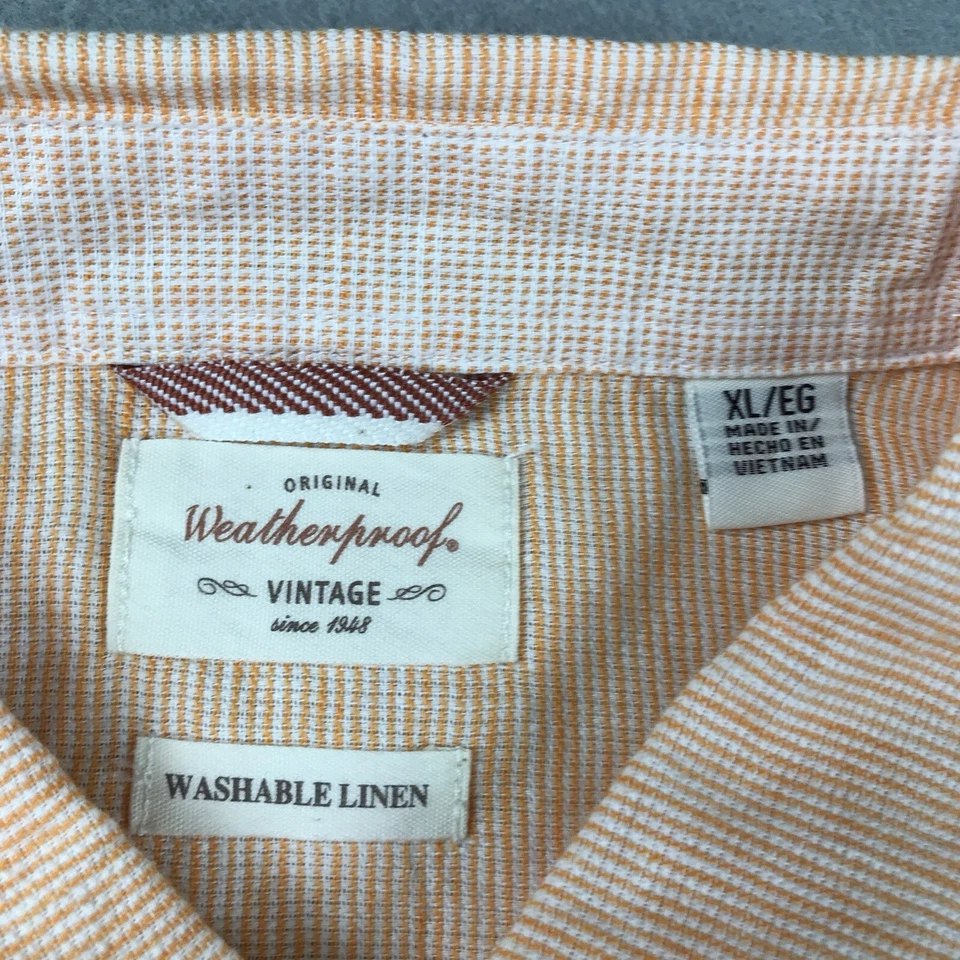 XL/EG
MADE IN/
HECHO EN
VIETNAM
ORIGINAL
Weatherproof®
VINTAGE
since 1948
WASHABLE LINEN